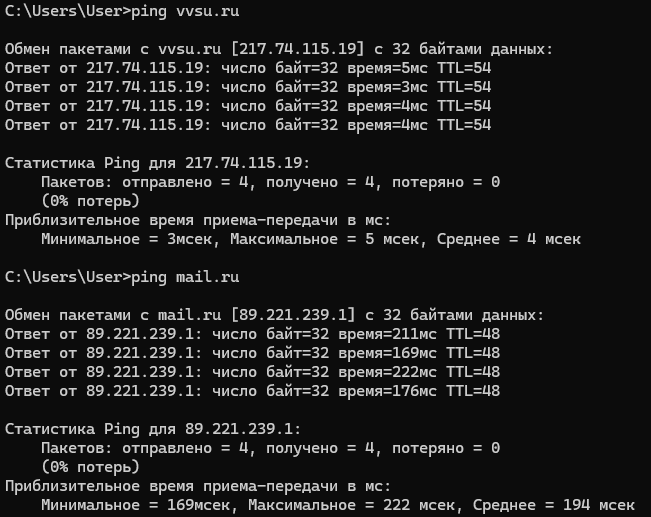 C:\Users\User>ping vvsu.ru
Обмен пакетами с vvsu.ru [217.74.115.19] с 32 байтами данных:
Ответ от 217.74.115.19: число байт=32 время=5мс TTL=54
Ответ от 217.74.115.19: число байт=32 время=3мс TTL=54
Ответ от 217.74.115.19: число байт=32 время=4мс TTL=54
Ответ от 217.74.115.19: число байт=32 время=4мс TTL=54
Статистика Ping для 217.74.115.19:
Пакетов: отправлено = 4, получено = 4, потеряно = 0
(0% потерь)
Приблизительное время приема-передачи в мс:
Минимальное = 3мсек, Максимальное = 5 мсек, Среднее = 4 мсек
C:\Users\User>ping mail.ru
Обмен пакетами с mail.ru [89.221.239.1] с 32 байтами данных:
Ответ от 89.221.239.1: число байт=32 время=211мс TTL=48
Ответ от 89.221.239.1: число байт=32 время=169мс TTL=48
Ответ от 89.221.239.1: число байт=32 время=222мс TTL=48
Ответ от 89.221.239.1: число байт=32 время=176мс TTL=48
Статистика Ping для 89.221.239.1:
Пакетов: отправлено = 4, получено = 4, потеряно = 0
(0% потерь)
Приблизительное время приема-передачи в мс:
Минимальное = 169мсек, Максимальное = 222 мсек, Среднее = 194 мсек